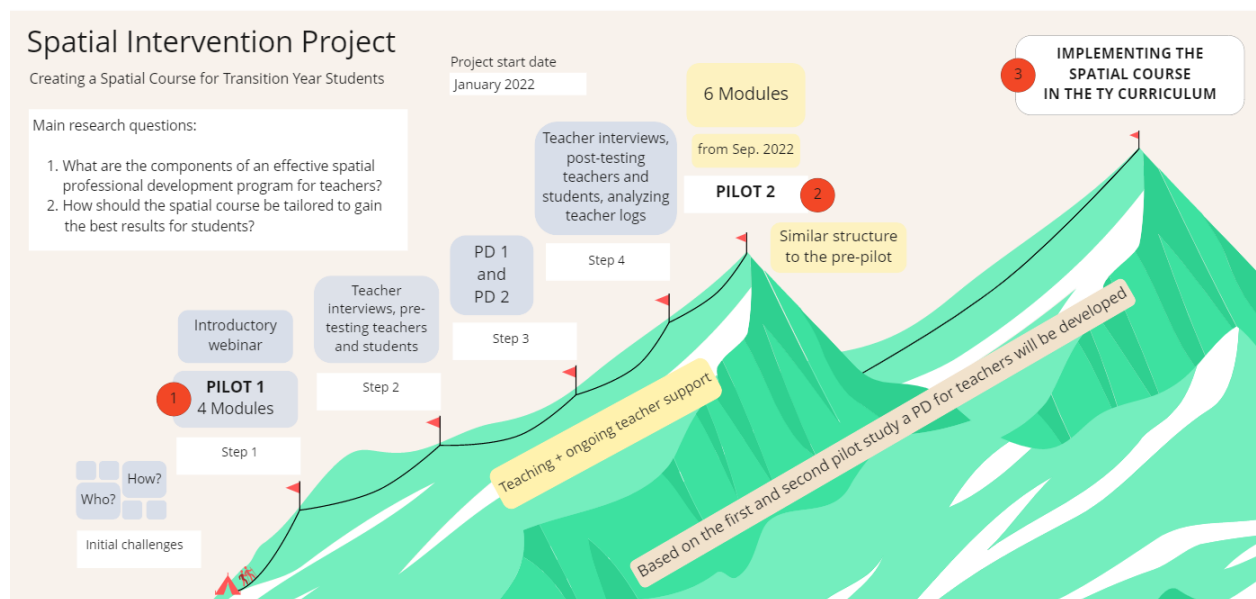 Spatial Intervention Project
Creating a Spatial Course for Transition Year Students
Project start date
January 2022
Main research questions:
1. What are the components of an effective spatial
professional development program for teachers?
2. How should the spatial course be tailored to gain
the best results for students?
Who?
How?
Initial challenges
Introductory
webinar
1
PILOT 1
4 Modules
Step 1
Teacher
interviews, pre-
testing teachers
and students
Step 2
PD 1
and
PD 2
Step 3
Teacher interviews,
post-testing
teachers and
students, analyzing
teacher logs
Step 4
6 Modules
from Sep. 2022
PILOT 2
2
Similar structure
to the pre-pilot
Teaching + ongoing teacher support
Based on the first and second pilot study a PD for teachers will be developed
3
IMPLEMENTING THE
SPATIAL COURSE
IN THE TY CURRICULUM